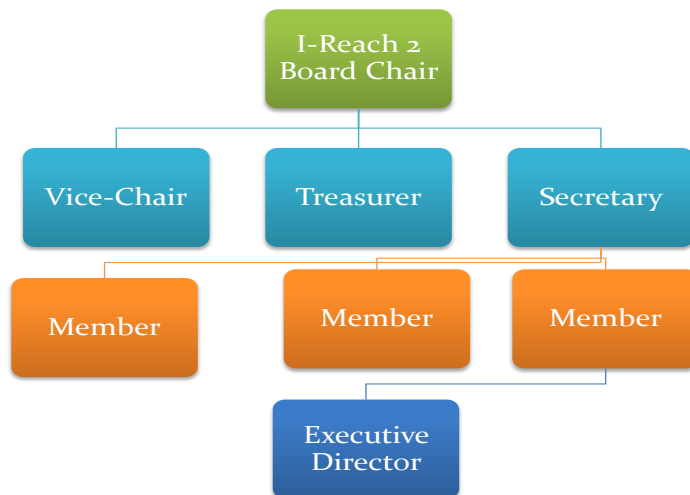 I-Reach 2
Board Chair
Vice-Chair
Treasurer
Secretary
Member
Member
Member
Executive
Director